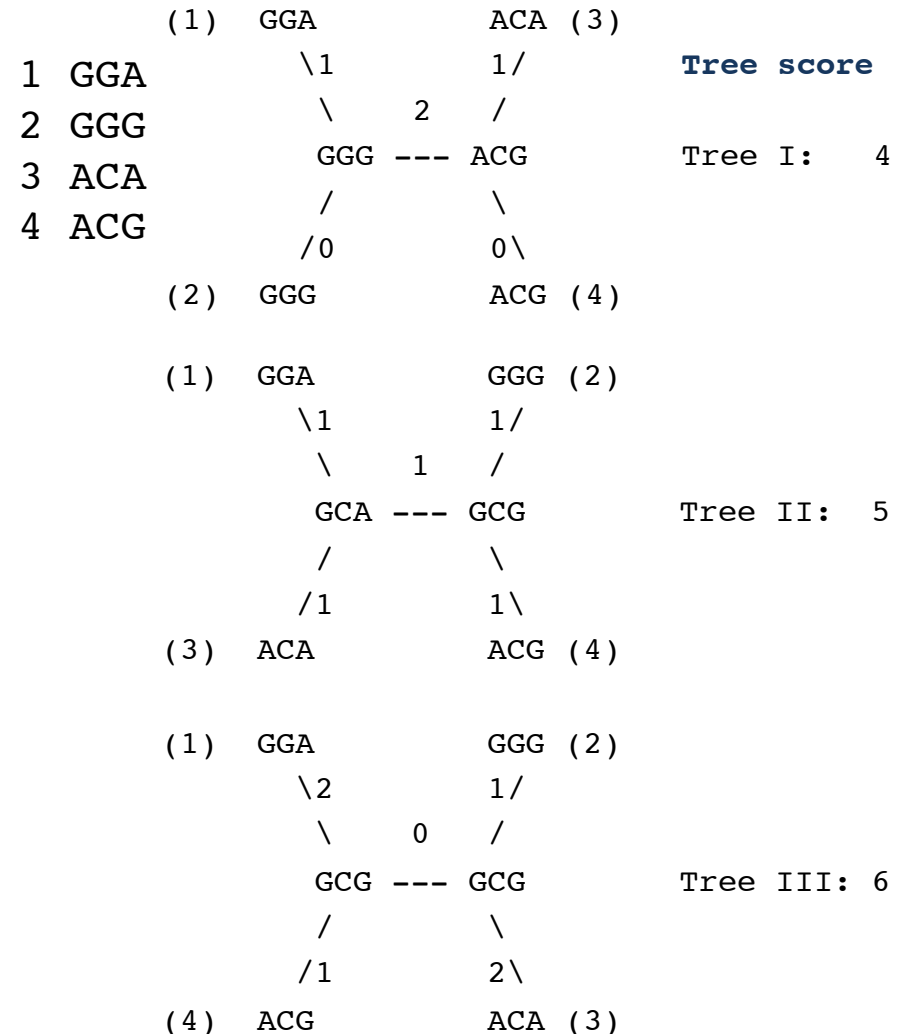 (1) GGA ACA (3)
\1 1/ Tree score
1 GGA
\ 2 /
2 GGG
GGG --- ACG Tree I: 4
3 ACA
/ \
4 ACG
/0 0\
(2) GGG ACG (4)
(1) GGA GGG (2)
\1 1/
\ 1 /
GCA --- GCG Tree II: 5
/ \
/1 1\
(3) ACA ACG (4)
(1) GGA GGG (2)
\2 1/
\ 0 /
GCG --- GCG Tree III: 6
/ \
/1 2\
(4) ACG ACA (3)